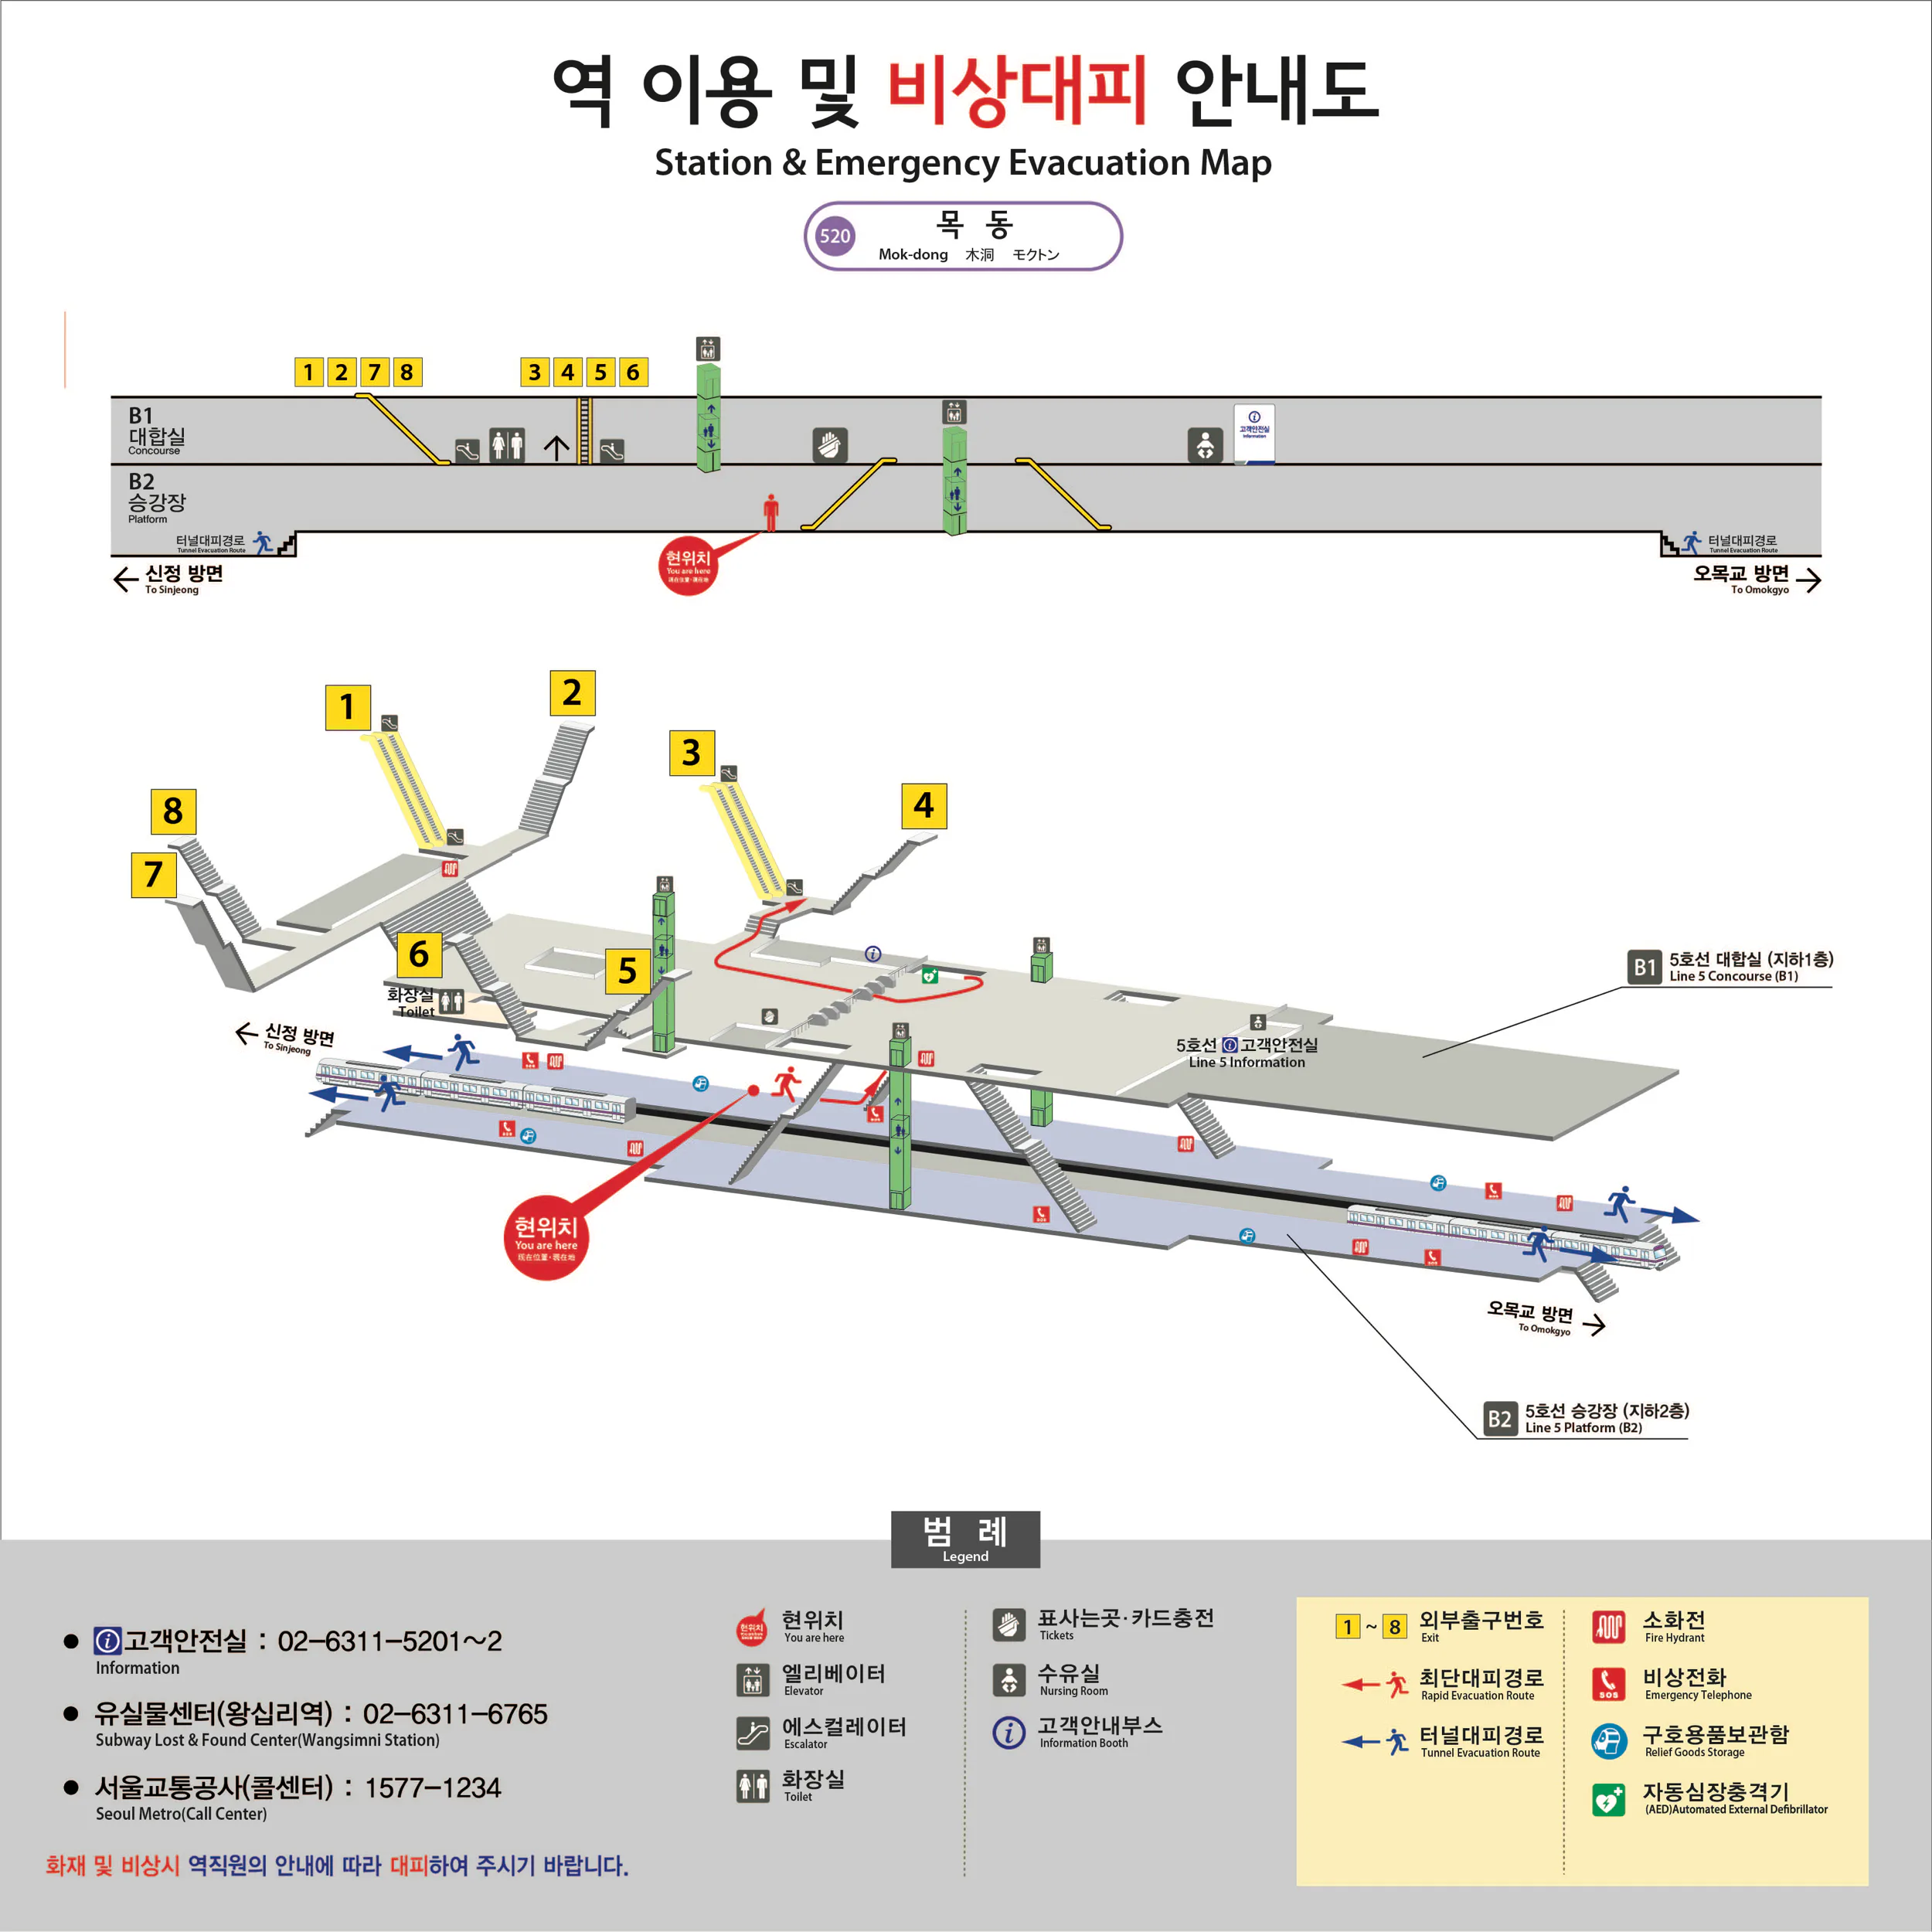 역 이용 및 비상대피 안내도
Station & Emergency Evacuation Map
520
목 동
Mok-dong 木洞 モクトン
1 2 7 8
3 4 5 6
B1
대합실
Concourse
고객안전실
Information
B2
승강장
Platform
터널대피경로
Tunnel Evacuation Route
신정 방면
To Sinjeong
현위치
You are here
터널대피경로
Tunnel Evacuation Route
오목교 방면
To Omokgyo
1
2
3
4
8
7
6
5
화장실
Toilet
신정 방면
To Sinjeong
B1 5호선 대합실 (지하1층)
Line 5 Concourse (B1)
5호선 고객안전실
Line 5 Information
현위치
You are here
现在位置·現在地
오목교 방면
To Omokgyo
B2 5호선 승강장 (지하2층)
Line 5 Platform (B2)
범 례
Legend
고객안전실 : 02-6311-5201~2
Information
유실물센터(왕십리역) : 02-6311-6765
Subway Lost & Found Center(Wangsimni Station)
서울교통공사(콜센터) : 1577-1234
Seoul Metro(Call Center)
화재 및 비상시 역직원의 안내에 따라 대피하여 주시기 바랍니다.
현위치
현위치
You are here
엘리베이터
Elevator
에스컬레이터
Escalator
화장실
Toilet
표사는곳·카드충전
Tickets
수유실
Nursing Room
고객안내부스
Information Booth
1 ~ 8 외부출구번호
Exit
최단대피경로
Rapid Evacuation Route
터널대피경로
Tunnel Evacuation Route
소화전
Fire Hydrant
SOS
비상전화
Emergency Telephone
구호용품보관함
Relief Goods Storage
자동심장충격기
(AED)Automated External Defibrillator